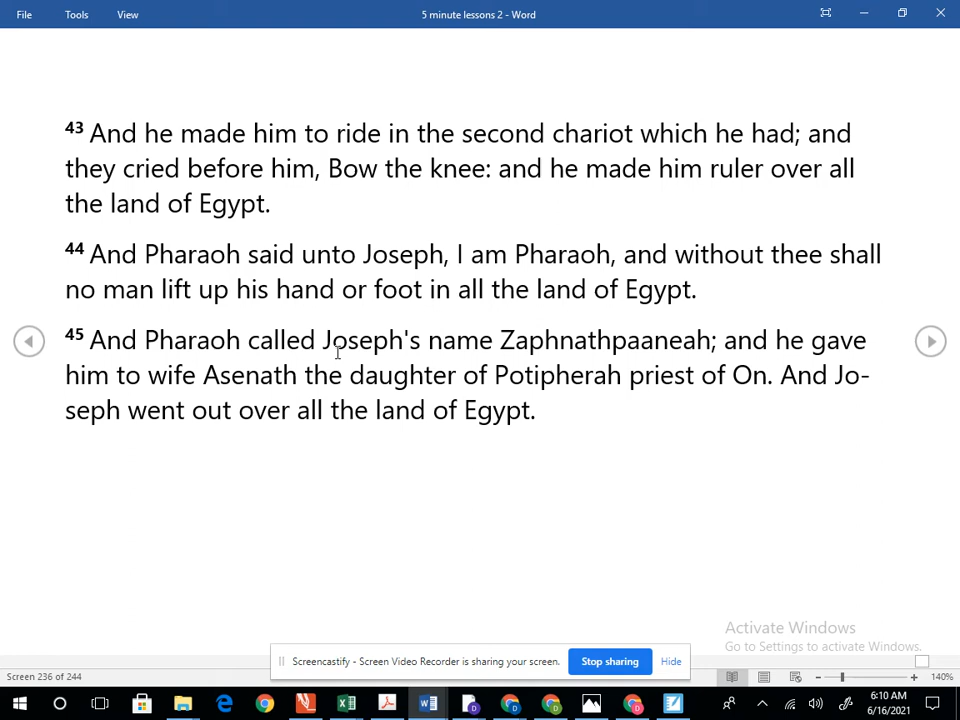 File Tools View 5 minute lessons 2 - Word
43 And he made him to ride in the second chariot which he had; and
they cried before him, Bow the knee: and he made him ruler over all
the land of Egypt.
44 And Pharaoh said unto Joseph, I am Pharaoh, and without thee shall
no man lift up his hand or foot in all the land of Egypt.
45 And Pharaoh called Joseph's name Zaphnathpaaneah; and he gave
him to wife Asenath the daughter of Potipherah priest of On. And Jo-
seph went out over all the land of Egypt.
Activate Windows
Go to Settings to activate Windows.
Screencastify - Screen Video Recorder is sharing your screen. Stop sharing Hide
Screen 236 of 244 140%
6:10 AM
6/16/2021